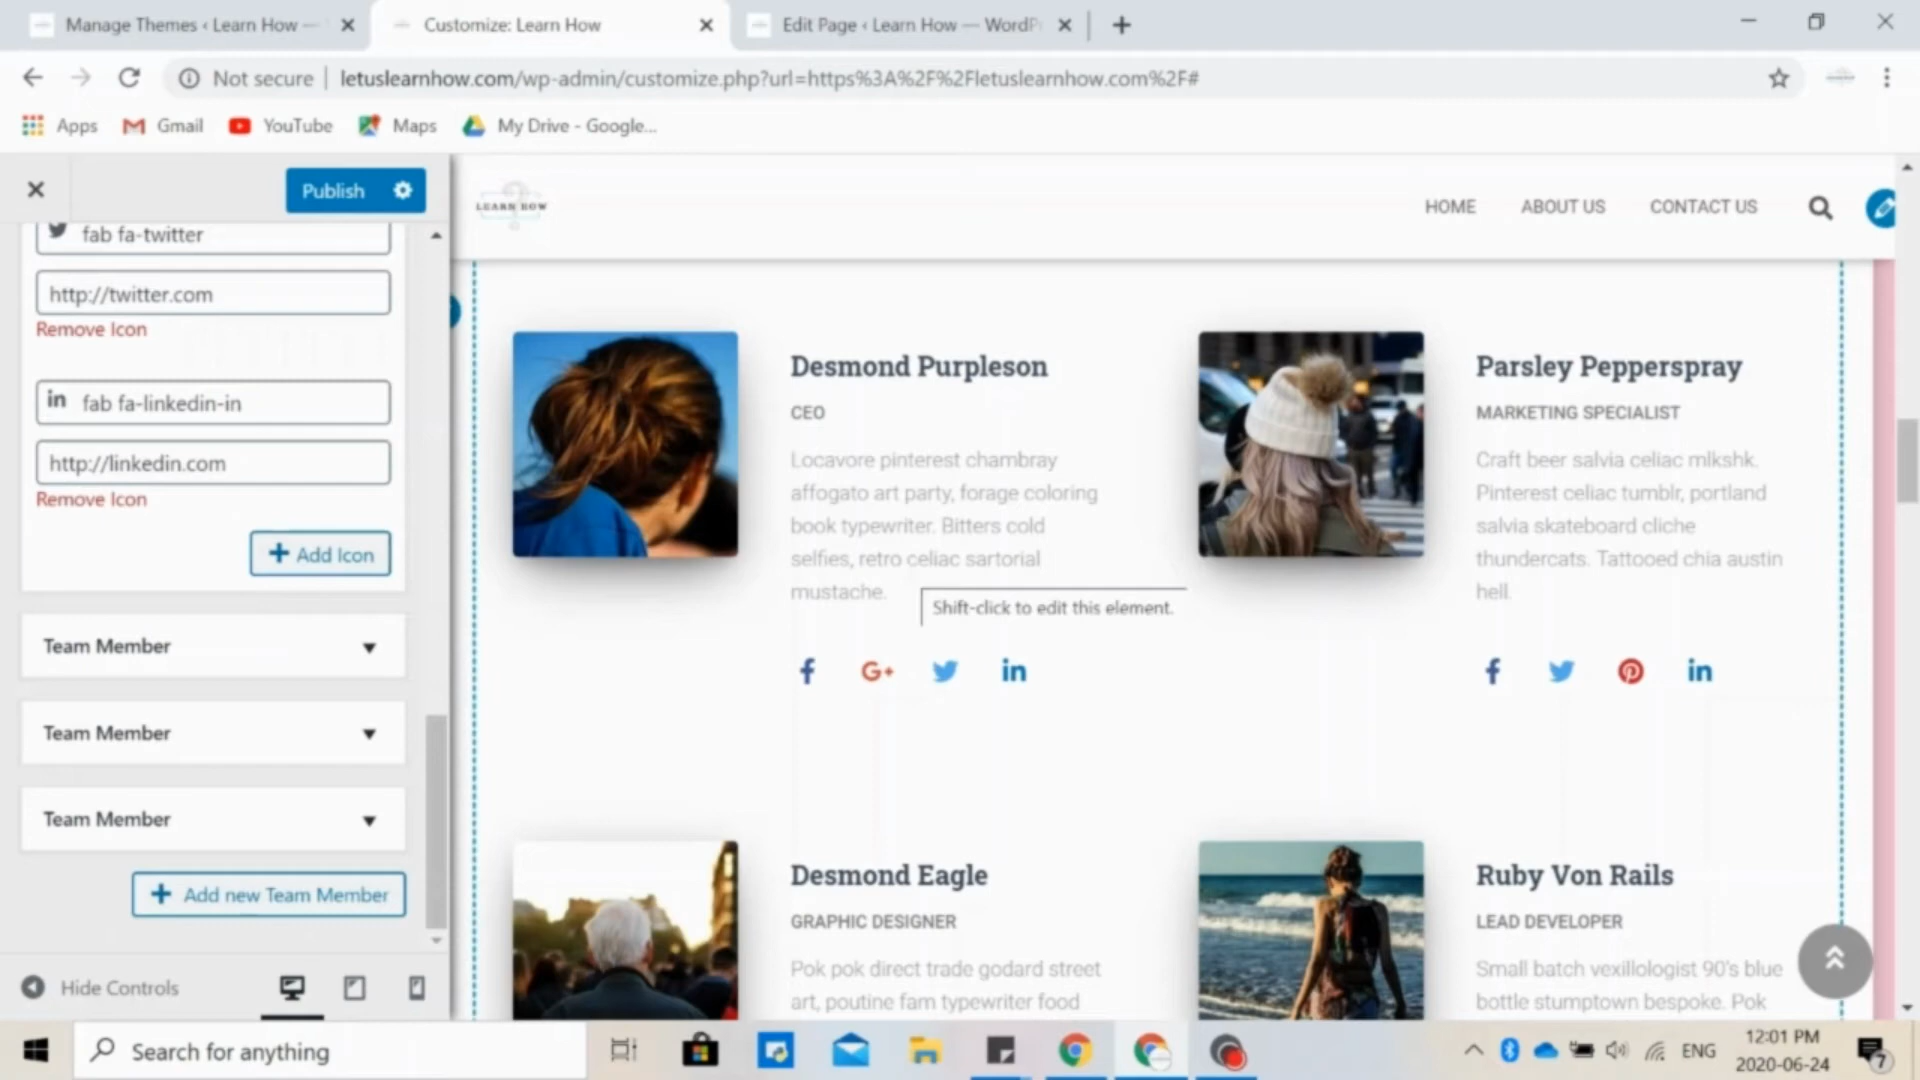 Manage Themes ‹ Learn How —
Customize: Learn How
Edit Page ‹ Learn How — WordPr
Not secure
letuslearnhow.com/wp-admin/customize.php?url=https%3A%2F%2Fletuslearnhow.com%2F#
Apps
Gmail
YouTube
Maps
My Drive - Google...
Publish
fab fa-twitter
http://twitter.com
Remove Icon
in
fab fa-linkedin-in
http://linkedin.com
Remove Icon
Add Icon
Team Member
Team Member
Team Member
Add new Team Member
Hide Controls
LEARN HOW
HOME
ABOUT US
CONTACT US
Desmond Purpleson
CEO
Locavore pinterest chambray
affogato art party, forage coloring
book typewriter. Bitters cold
selfies, retro celiac sartorial
mustache.
Shift-click to edit this element.
f
G+
in
Parsley Pepperspray
MARKETING SPECIALIST
Craft beer salvia celiac mlkshk.
Pinterest celiac tumblr, portland
salvia skateboard cliche
thundercats. Tattooed chia austin
hell.
f
in
Desmond Eagle
GRAPHIC DESIGNER
Pok pok direct trade godard street
art, poutine fam typewriter food
Ruby Von Rails
LEAD DEVELOPER
Small batch vexillologist 90's blue
bottle stumptown bespoke. Pok
Search for anything
ENG
12:01 PM
2020-06-24
7